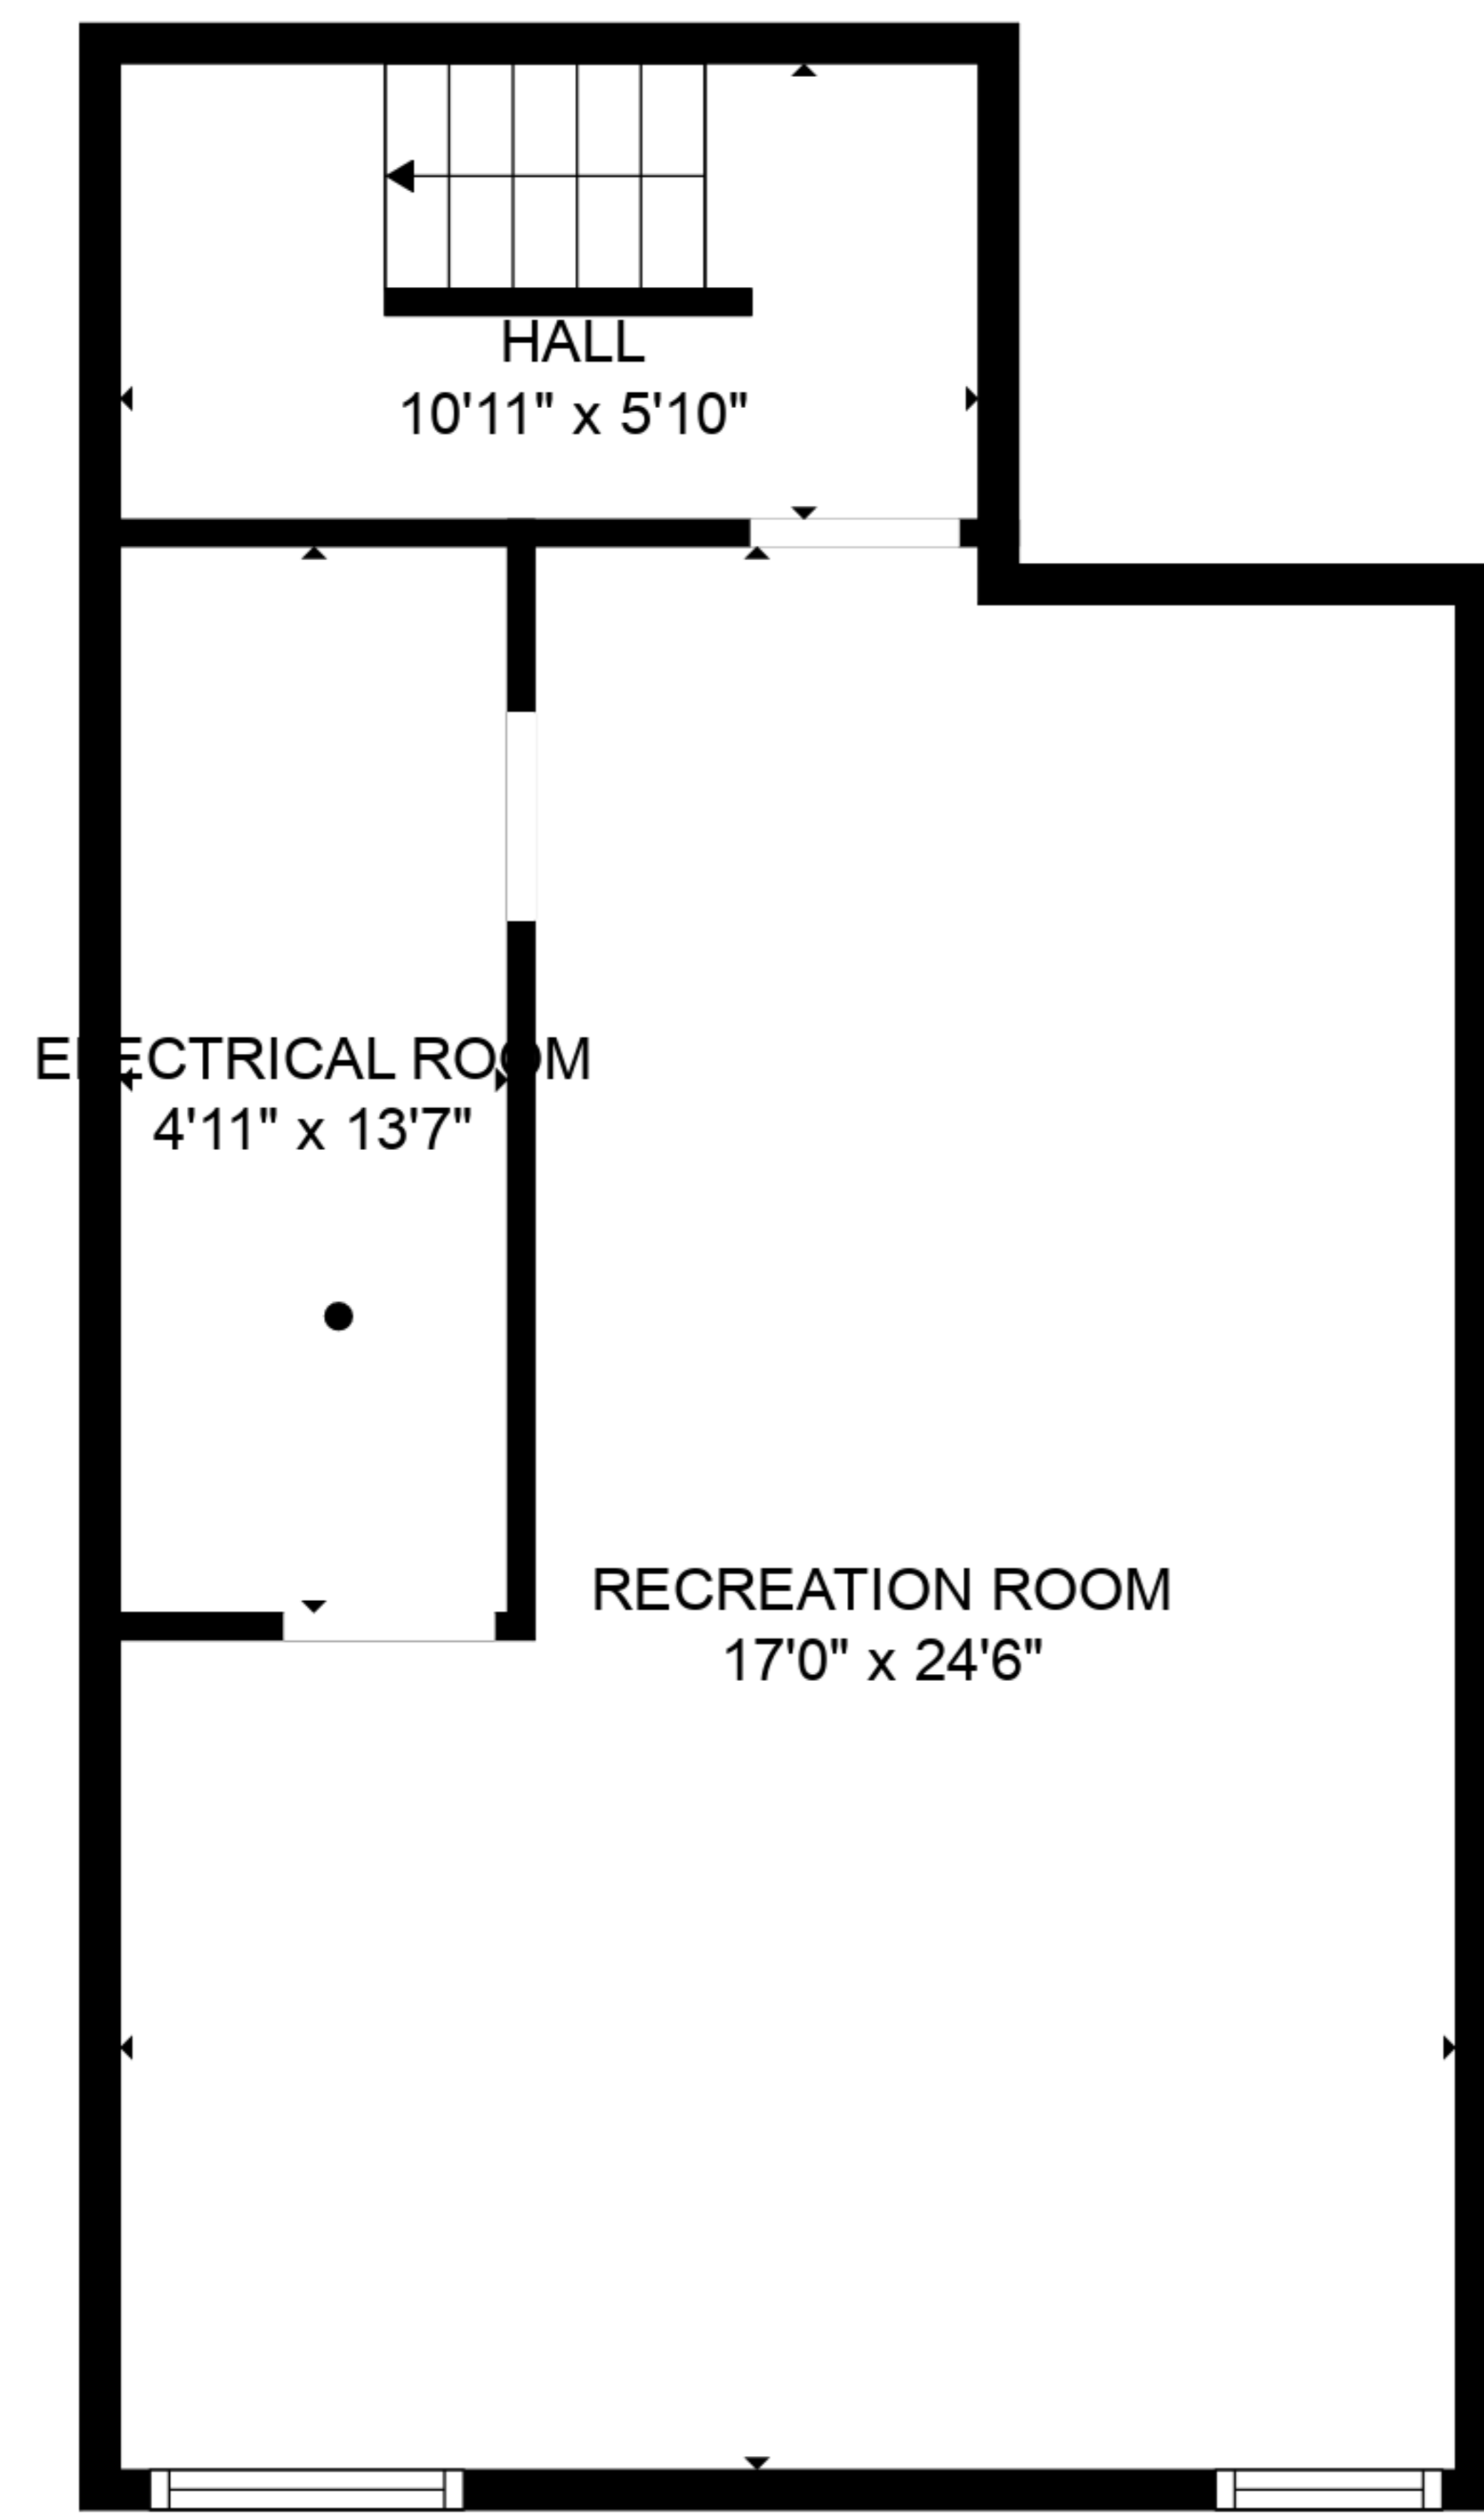 HALL
10'11" x 5'10"
ELECTRICAL ROOM
4'11" x 13'7"
RECREATION ROOM
17'0" x 24'6"